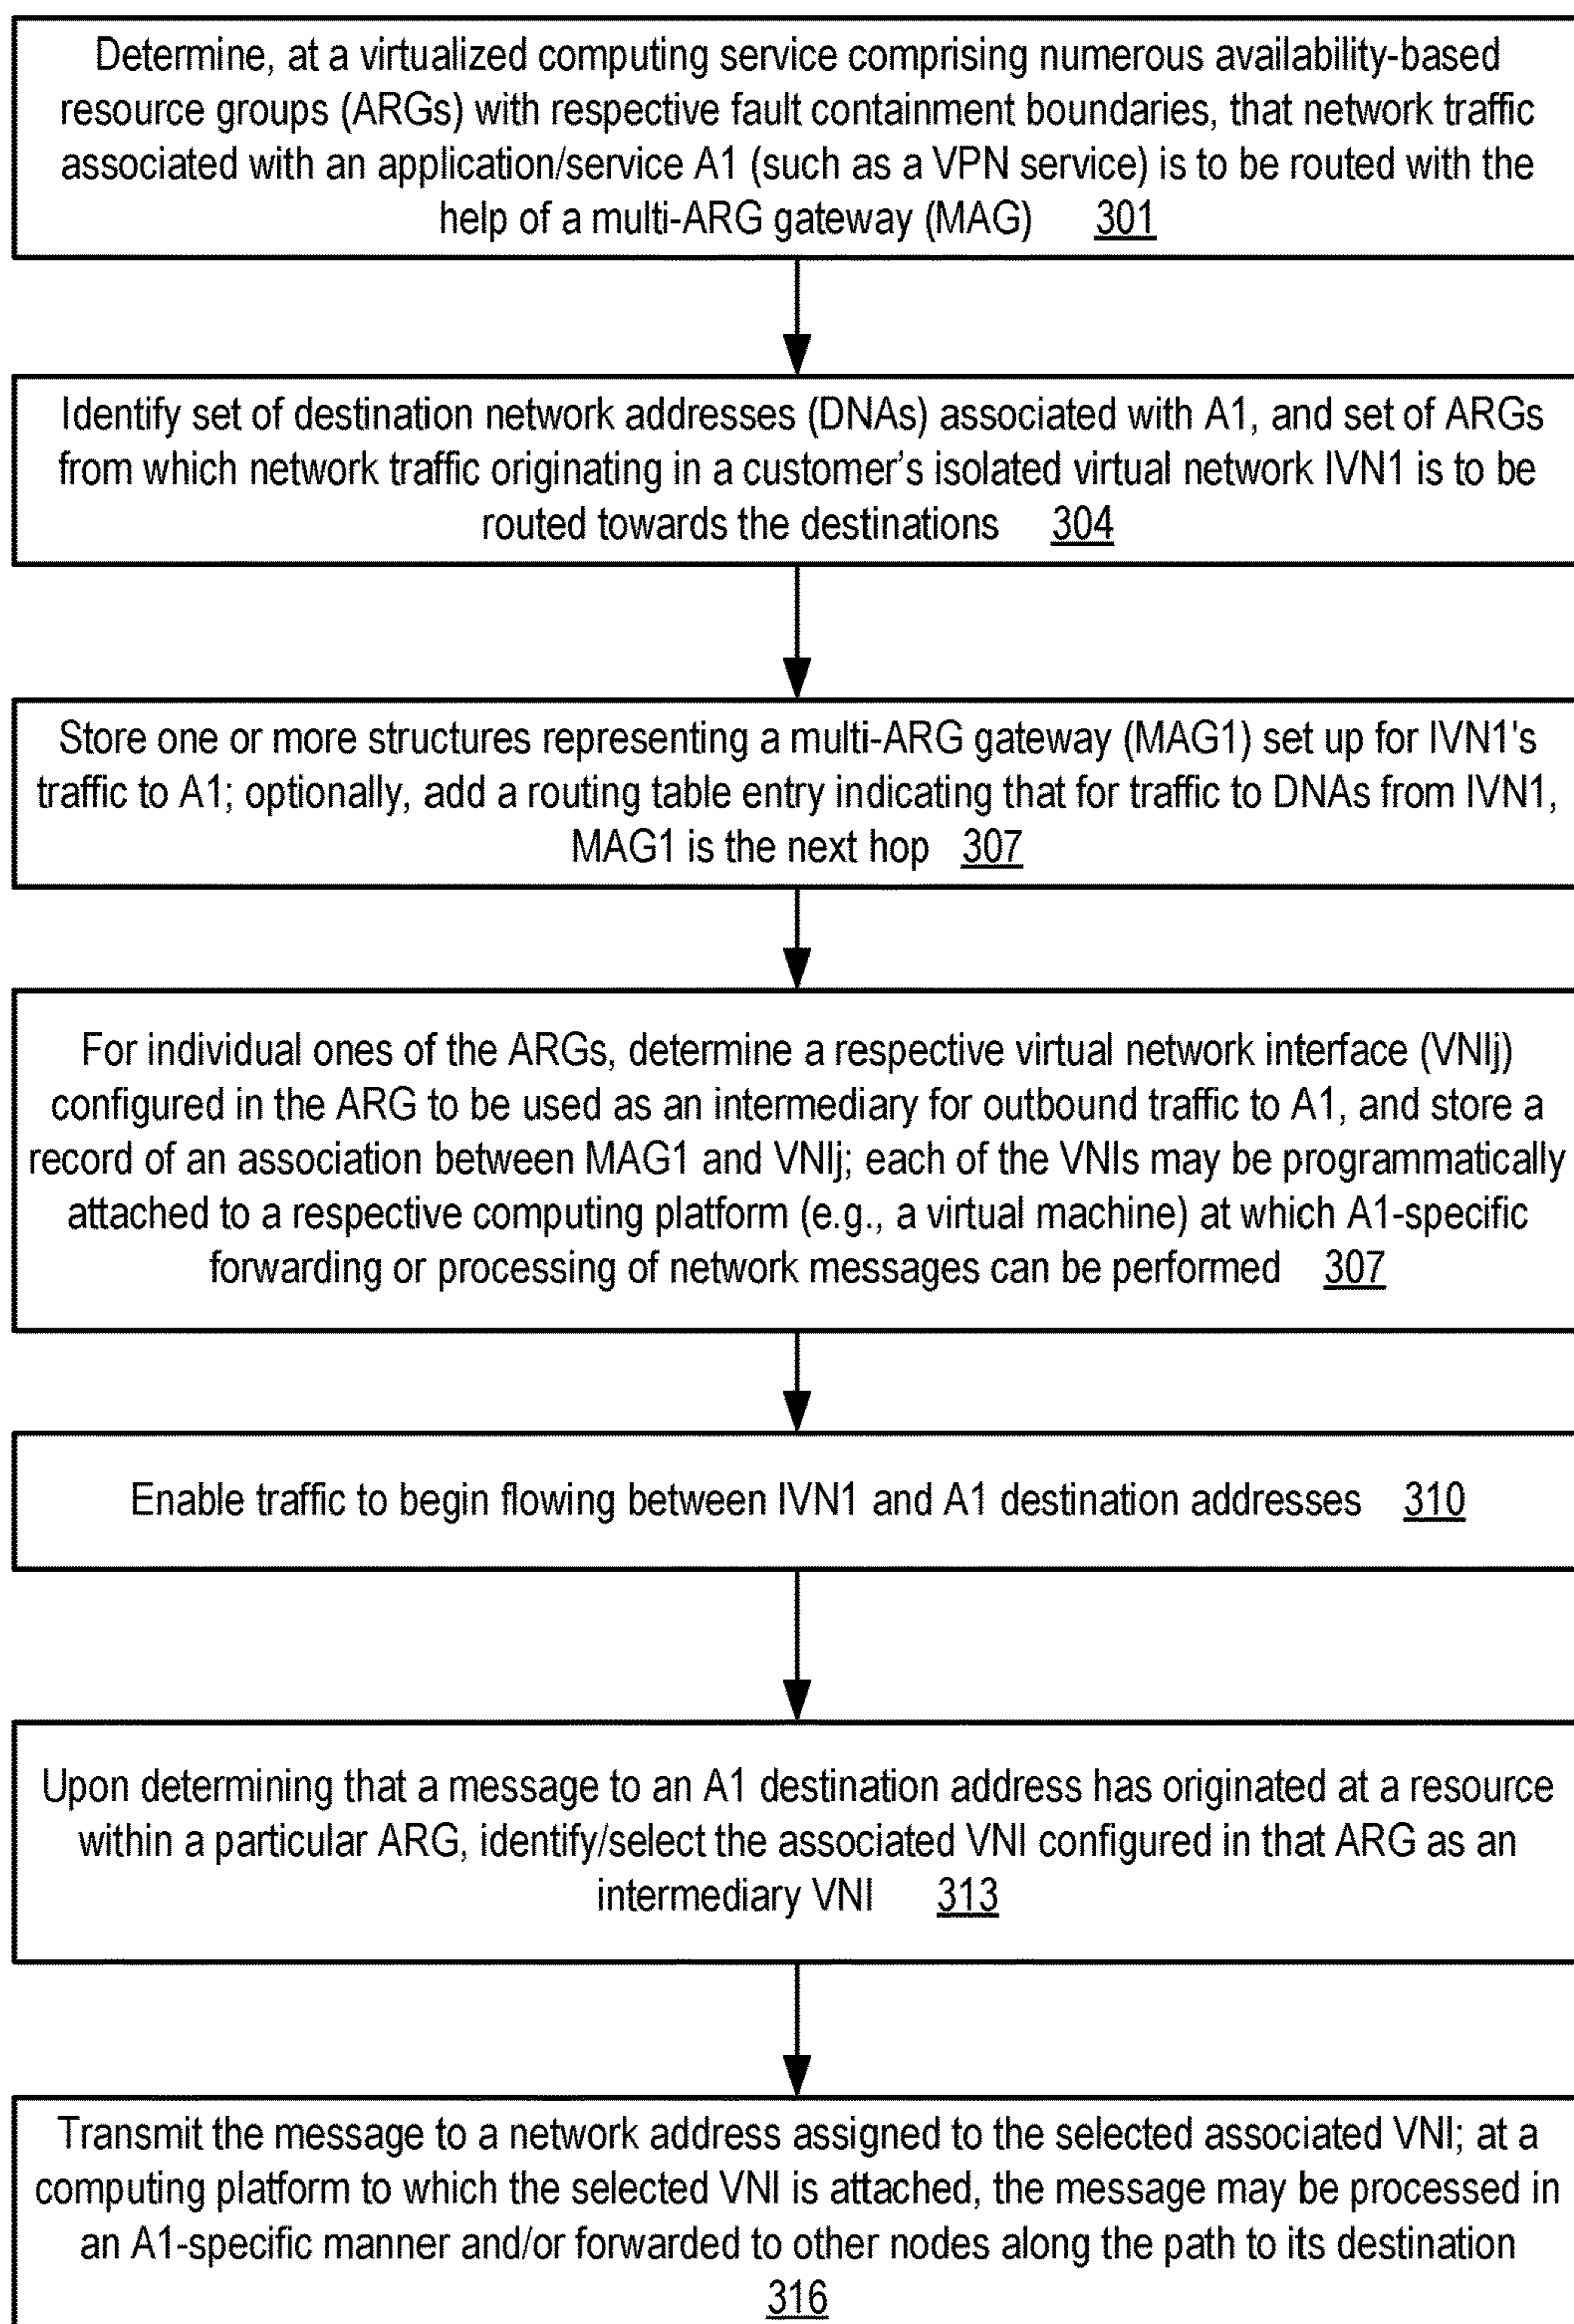 Determine, at a virtualized computing service comprising numerous availability-based
resource groups (ARGs) with respective fault containment boundaries, that network traffic
associated with an application/service A1 (such as a VPN service) is to be routed with the
help of a multi-ARG gateway (MAG) 301
Identify set of destination network addresses (DNAs) associated with A1, and set of ARGs
from which network traffic originating in a customer’s isolated virtual network IVN1 is to be
routed towards the destinations 304
Store one or more structures representing a multi-ARG gateway (MAG1) set up for IVN1's
traffic to A1; optionally, add a routing table entry indicating that for traffic to DNAs from IVN1,
MAG1 is the next hop 307
For individual ones of the ARGs, determine a respective virtual network interface (VNIj)
configured in the ARG to be used as an intermediary for outbound traffic to A1, and store a
record of an association between MAG1 and VNIj; each of the VNIs may be programmatically
attached to a respective computing platform (e.g., a virtual machine) at which A1-specific
forwarding or processing of network messages can be performed 307
Enable traffic to begin flowing between IVN1 and A1 destination addresses 310
Upon determining that a message to an A1 destination address has originated at a resource
within a particular ARG, identify/select the associated VNI configured in that ARG as an
intermediary VNI 313
Transmit the message to a network address assigned to the selected associated VNI; at a
computing platform to which the selected VNI is attached, the message may be processed in
an A1-specific manner and/or forwarded to other nodes along the path to its destination
316